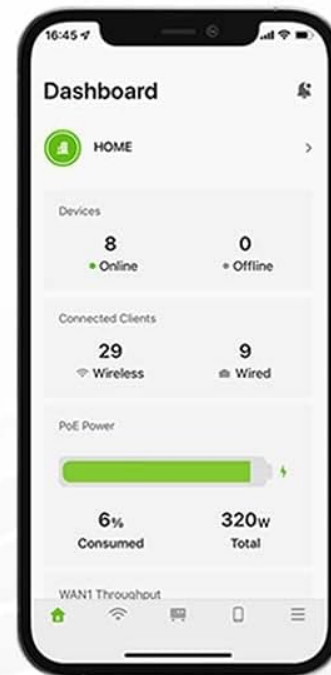 16:45
Dashboard
HOME
Devices
8 0
Online Offline
Connected Clients
29 9
Wireless Wired
PoE Power
6% 320W
Consumed Total
WAN1 Throughput